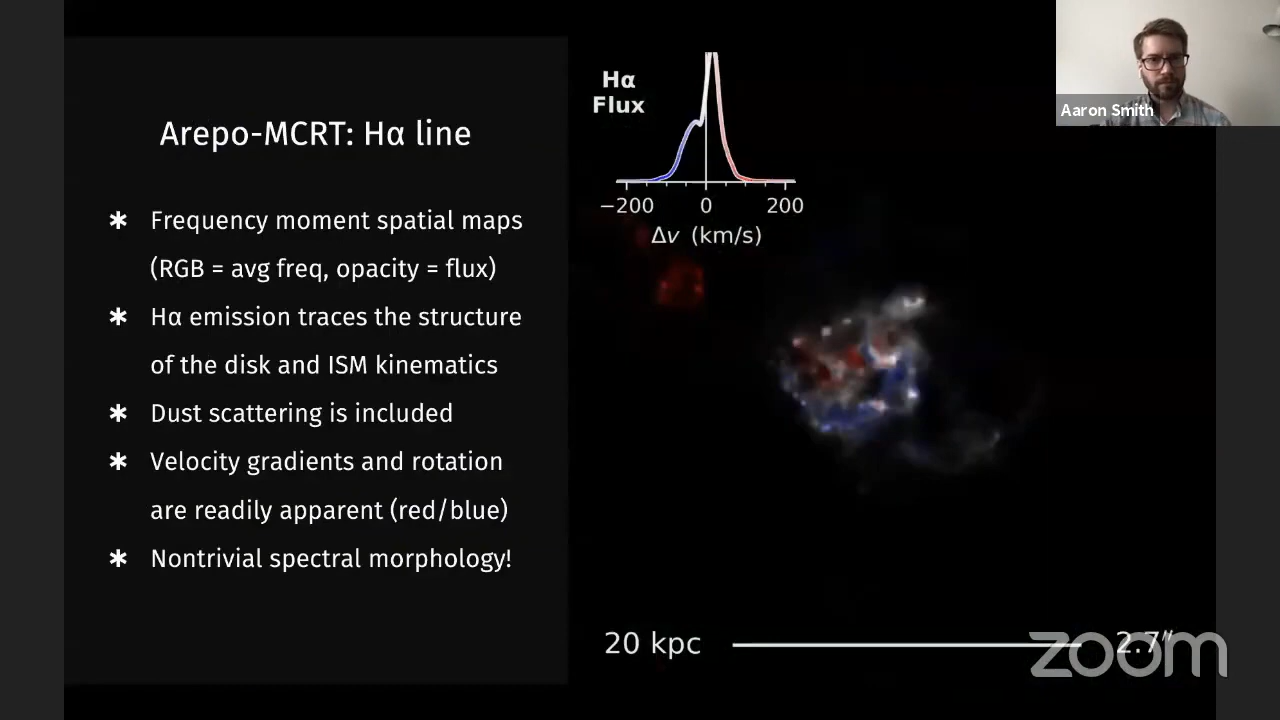 Arepo-MCRT: Hα line
✱ Frequency moment spatial maps
(RGB = avg freq, opacity = flux)
✱ Hα emission traces the structure
of the disk and ISM kinematics
✱ Dust scattering is included
✱ Velocity gradients and rotation
are readily apparent (red/blue)
✱ Nontrivial spectral morphology!
Hα
Flux
−200 0 200
Δv (km/s)
20 kpc
2.7″
Aaron Smith
zoom